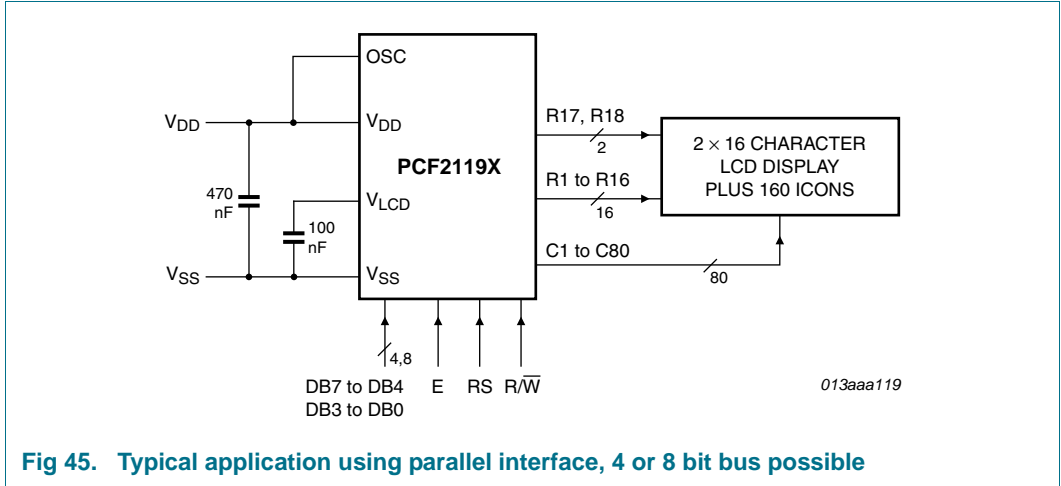 OSC
VDD
VDD
PCF2119X
470
nF
VLCD
100
nF
VSS
VSS
R17, R18
2
R1 to R16
16
C1 to C80
80
2 × 16 CHARACTER
LCD DISPLAY
PLUS 160 ICONS
4,8
DB7 to DB4
DB3 to DB0
E
RS
R/W̅
013aaa119
Fig 45. Typical application using parallel interface, 4 or 8 bit bus possible